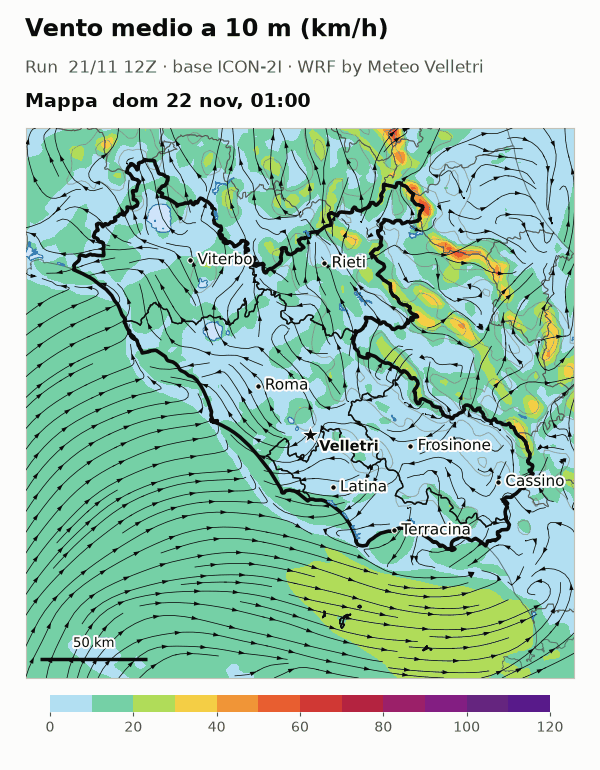 Vento medio a 10 m (km/h)
Run  21/11 12Z · base ICON-2I · WRF by Meteo Velletri
Mappa  dom 22 nov, 01:00
Viterbo
Rieti
Roma
Velletri
Frosinone
Cassino
Latina
Terracina
50 km
0 20 40 60 80 100 120